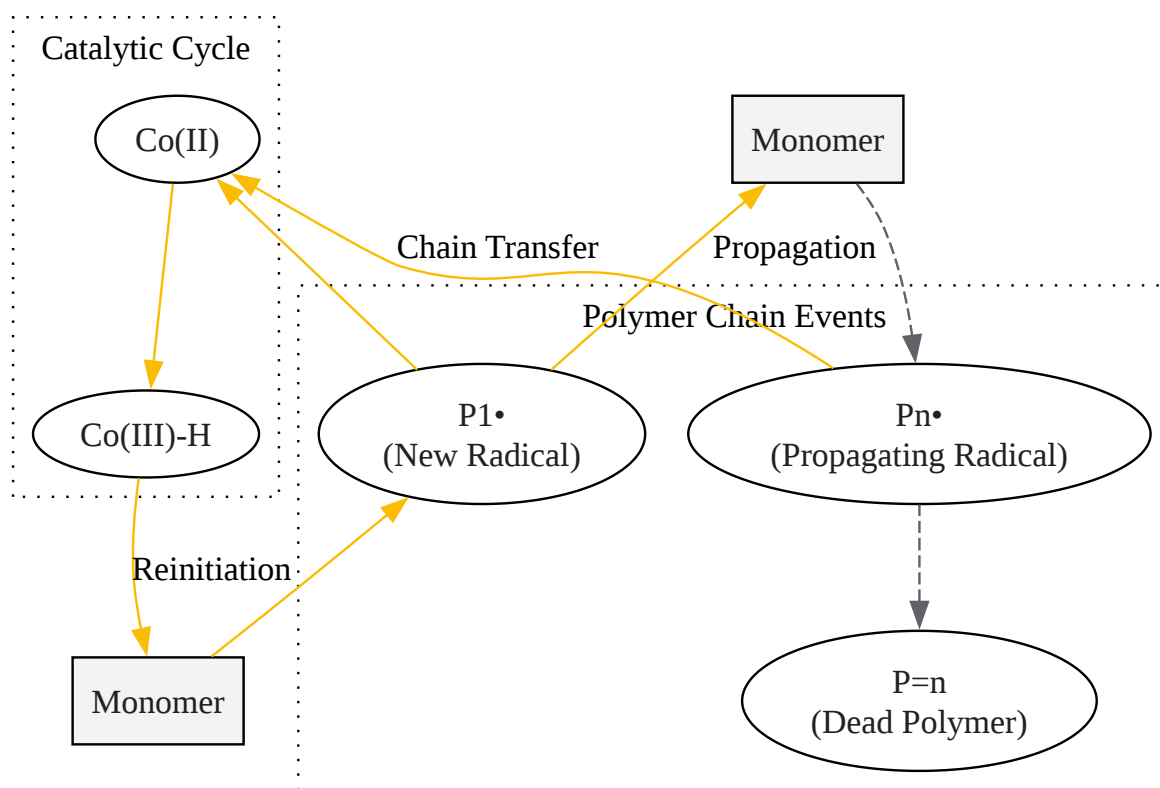 Catalytic Cycle
Co(II)
Monomer
Chain Transfer
Propagation
Polymer Chain Events
P1•
(New Radical)
Pn•
(Propagating Radical)
Co(III)-H
Reinitiation
Monomer
P=n
(Dead Polymer)